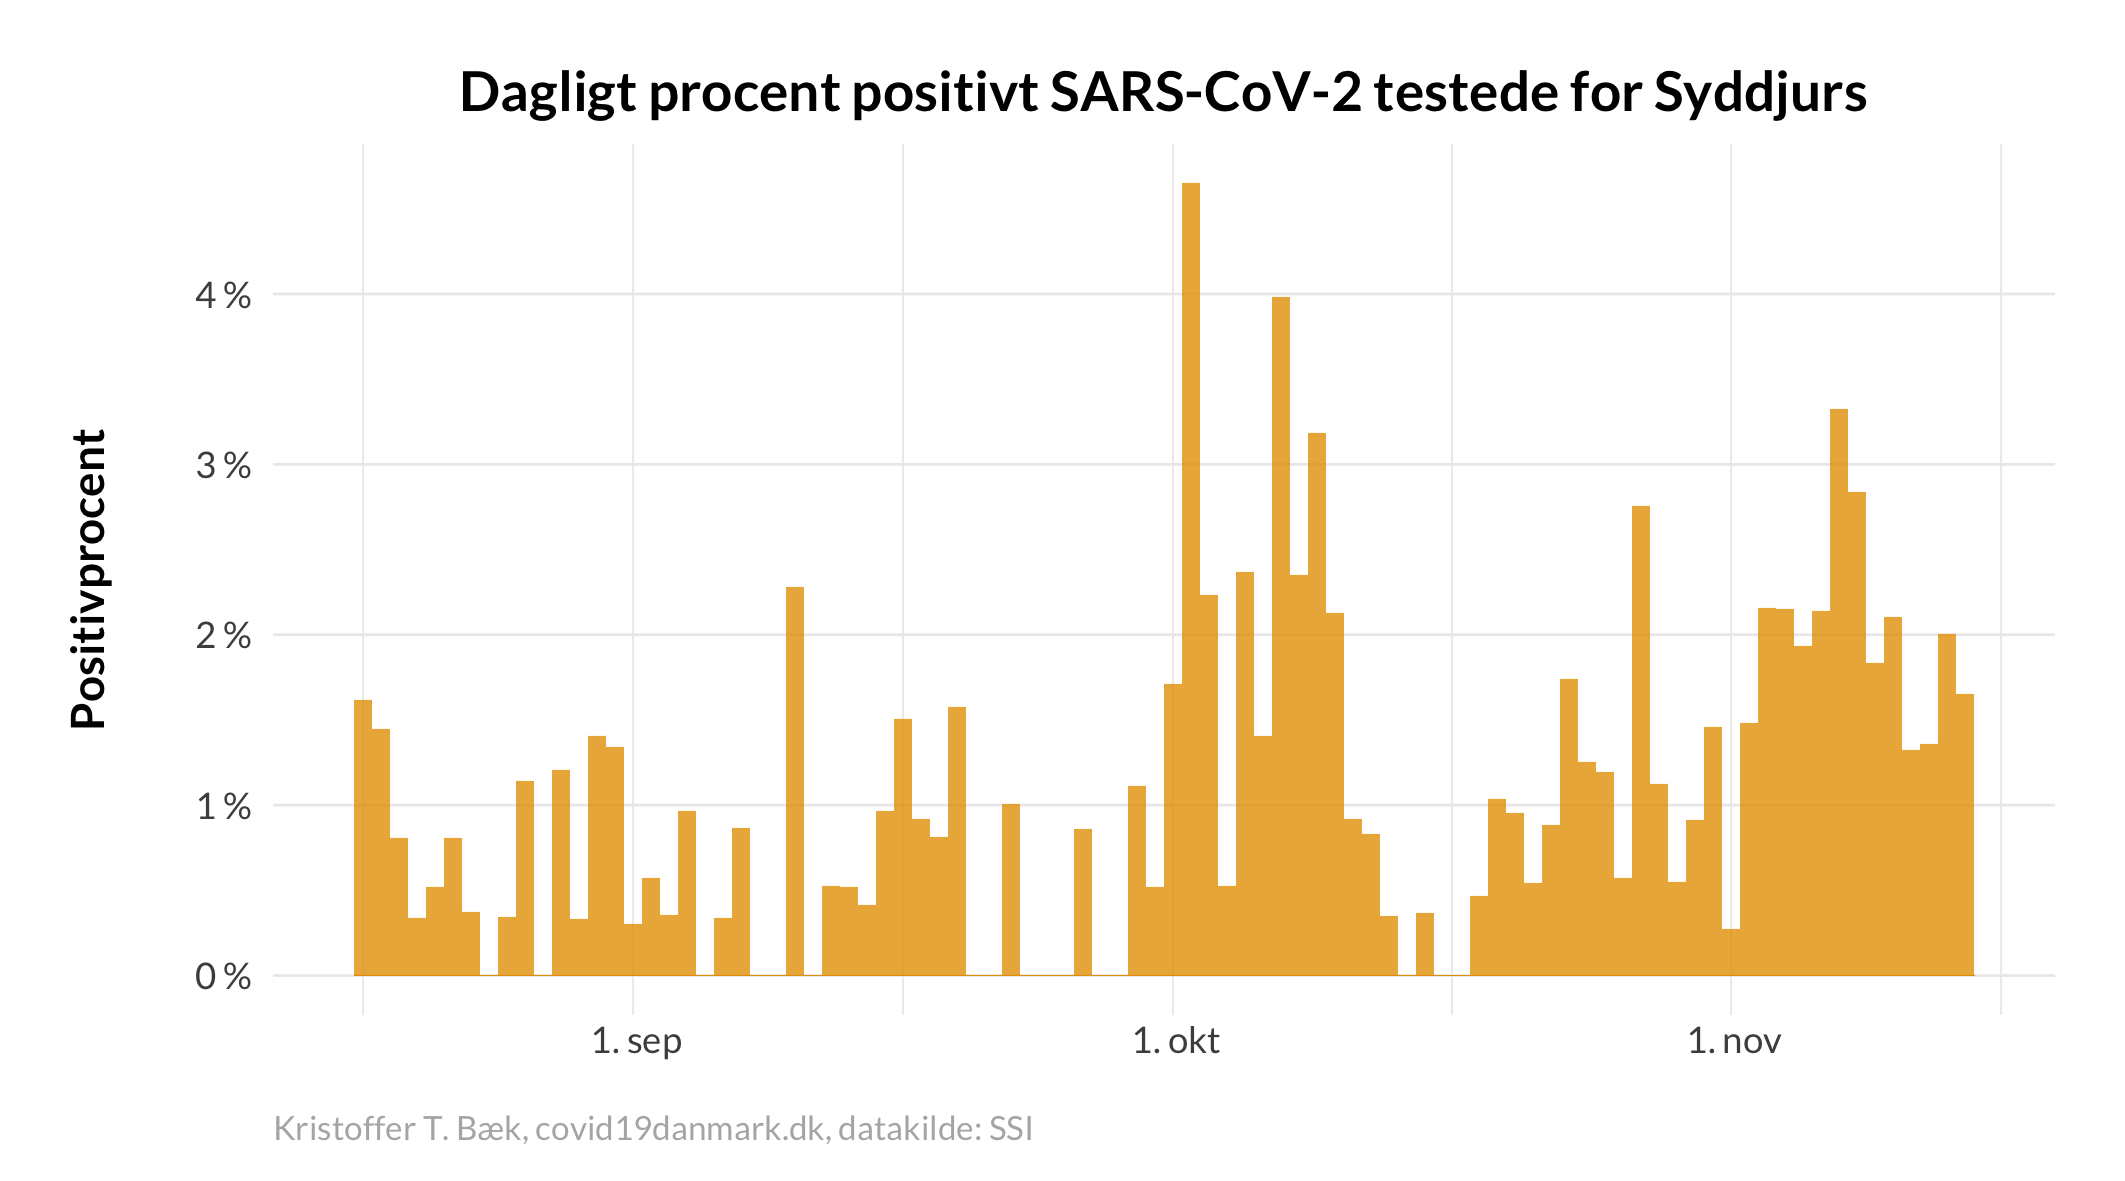 Dagligt procent positivt SARS-CoV-2 testede for Syddjurs
Positivprocent
4 %
3 %
2 %
1 %
0 %
1. sep
1. okt
1. nov
Kristoffer T. Bæk, covid19danmark.dk, datakilde: SSI